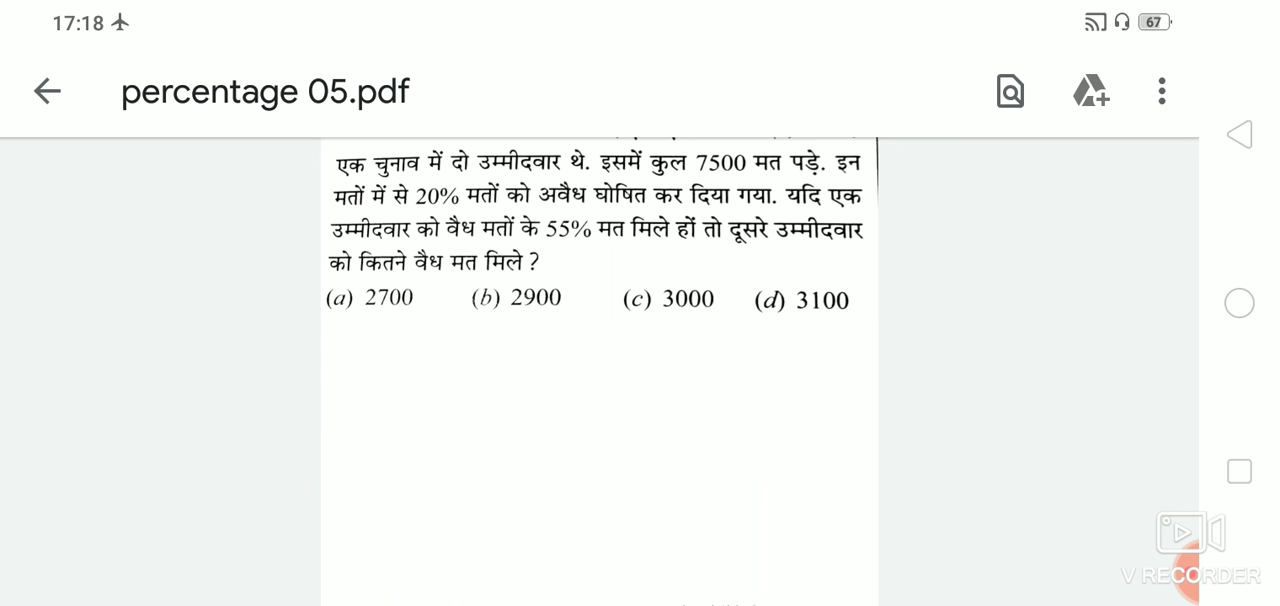 17:18
67
percentage 05.pdf
एक चुनाव में दो उम्मीदवार थे. इसमें कुल 7500 मत पड़े. इन
मतों में से 20% मतों को अवैध घोषित कर दिया गया. यदि एक
उम्मीदवार को वैध मतों के 55% मत मिले हों तो दूसरे उम्मीदवार
को कितने वैध मत मिले ?
(a) 2700 (b) 2900 (c) 3000 (d) 3100
V RECORDER